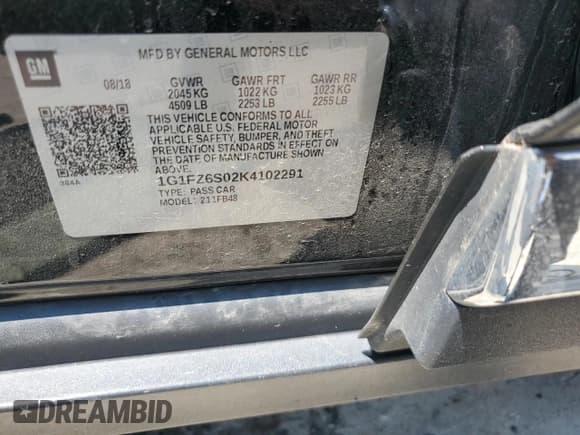 GM
MFD BY GENERAL MOTORS LLC
08/18 GVWR GAWR FRT GAWR RR
2045 KG 1022 KG 1023 KG
4509 LB 2253 LB 2255 LB
THIS VEHICLE CONFORMS TO ALL
APPLICABLE U.S. FEDERAL MOTOR
VEHICLE SAFETY, BUMPER, AND THEFT
PREVENTION STANDARDS IN EFFECT ON
THE DATE OF MANUFACTURE SHOWN
ABOVE.
1G1FZ6S02K4102291
TYPE: PASS CAR
MODEL: 211FB48
DREAMBID